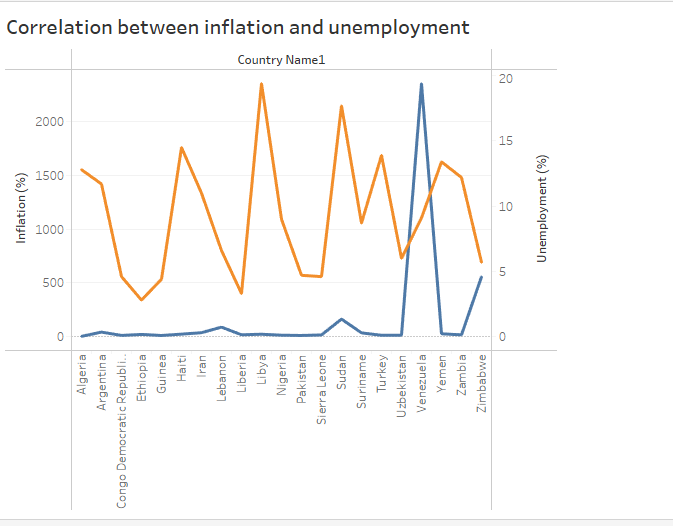 Correlation between inflation and unemployment
Country Name1
2000
1500
1000
500
0
Inflation (%)
20
15
10
5
0
Unemployment (%)
Algeria
Argentina
Congo Democratic Republi..
Ethiopia
Guinea
Haiti
Iran
Lebanon
Liberia
Libya
Nigeria
Pakistan
Sierra Leone
Sudan
Suriname
Turkey
Uzbekistan
Venezuela
Yemen
Zambia
Zimbabwe